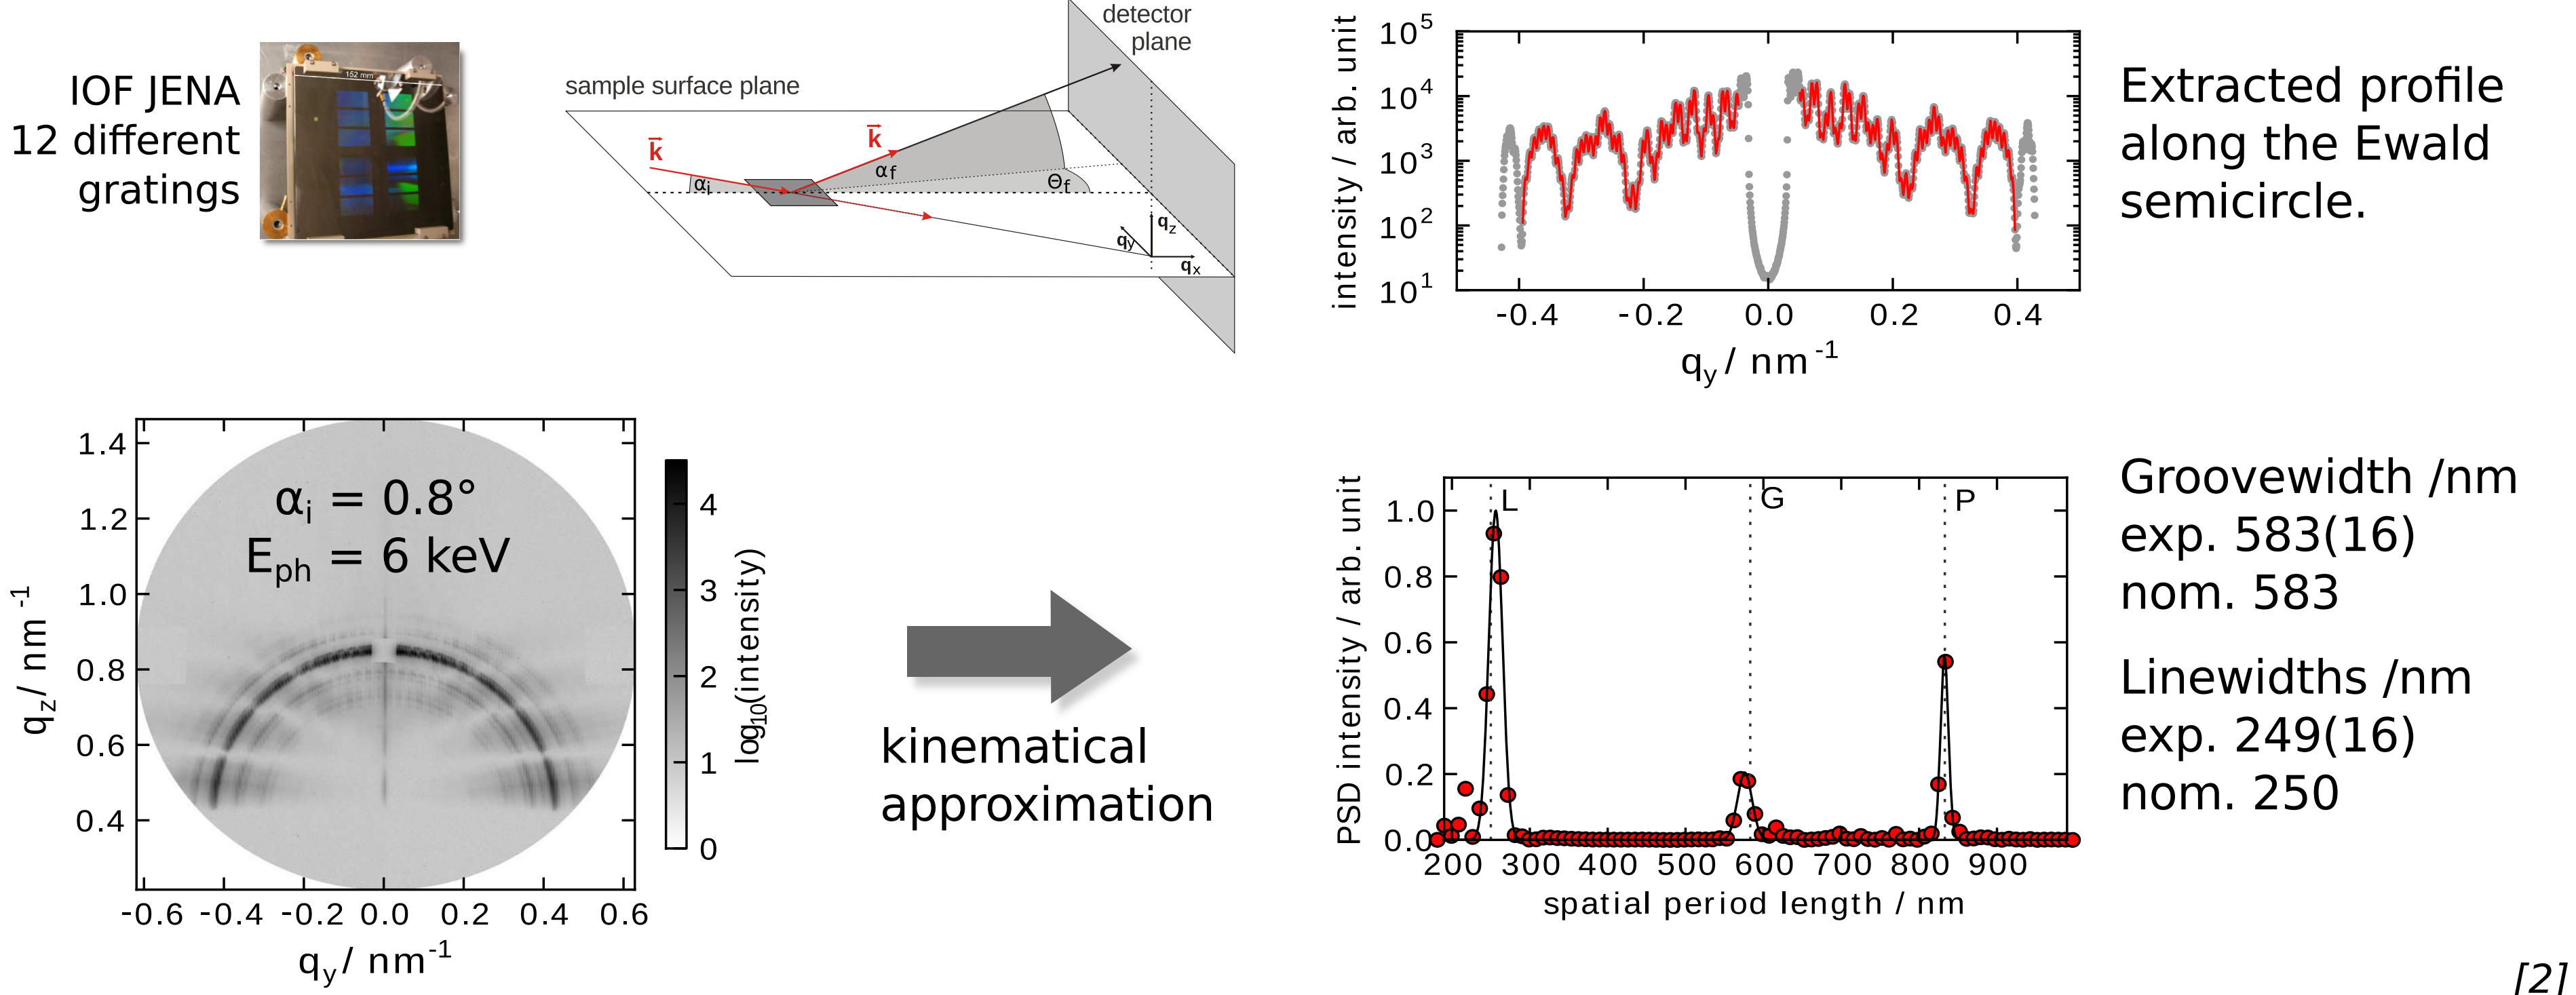 IOF JENA
12 different
gratings
152 mm
sample surface plane
detector
plane
k
k
αi
αf
Θf
qz
qy
qx
intensity / arb. unit
10^5
10^4
10^3
10^2
10^1
-0.4 -0.2 0.0 0.2 0.4
qy / nm^-1
Extracted profile
along the Ewald
semicircle.
αi = 0.8°
Eph = 6 keV
qz / nm^-1
1.4
1.2
1.0
0.8
0.6
0.4
-0.6 -0.4 -0.2 0.0 0.2 0.4 0.6
qy / nm^-1
4
3
2
1
0
log10(intensity)
kinematical
approximation
PSD intensity / arb. unit
1.0
0.8
0.6
0.4
0.2
0.0
L G P
200 300 400 500 600 700 800 900
spatial period length / nm
Groovewidth /nm
exp. 583(16)
nom. 583
Linewidths /nm
exp. 249(16)
nom. 250
[2]